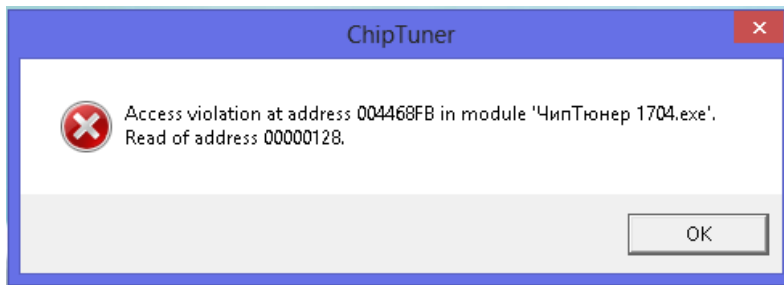 ChipTuner
Access violation at address 004468FB in module 'ЧипТюнер 1704.exe'.
Read of address 00000128.
OK